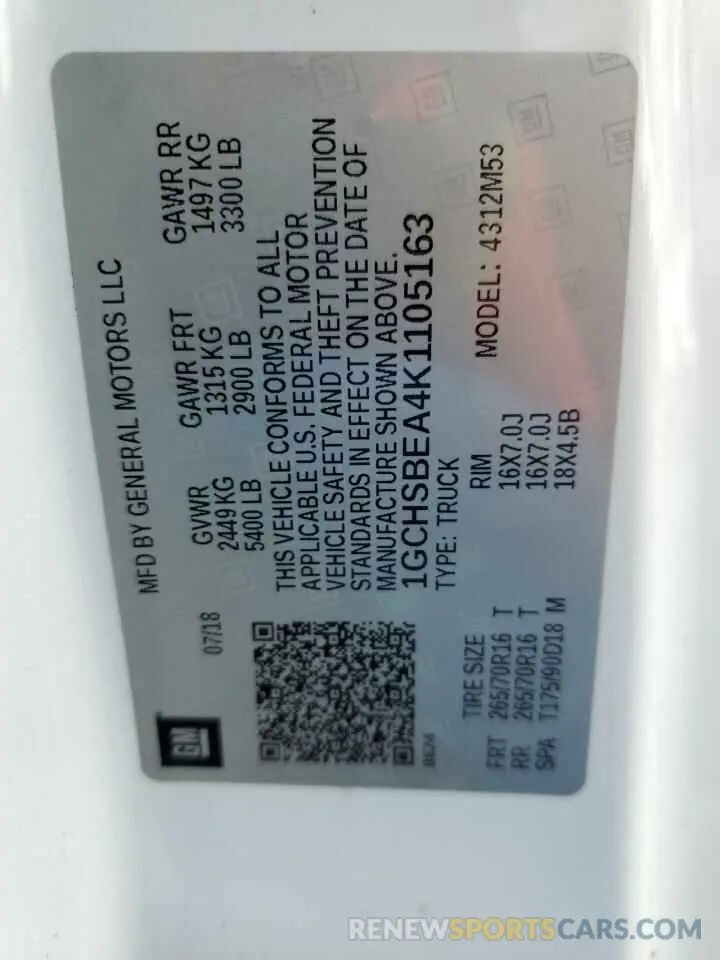 MFD BY GENERAL MOTORS LLC
GM
07/18
GVWR GAWR FRT GAWR RR
2449 KG 1315 KG 1497 KG
5400 LB 2900 LB 3300 LB
THIS VEHICLE CONFORMS TO ALL
APPLICABLE U.S. FEDERAL MOTOR
VEHICLE SAFETY AND THEFT PREVENTION
STANDARDS IN EFFECT ON THE DATE OF
MANUFACTURE SHOWN ABOVE.
1GCHSBEA4K1105163
TYPE: TRUCK
MODEL: 4312M53
TIRE SIZE RIM
FRT 265/70R16 T 16X7.0J
RR 265/70R16 T 16X7.0J
SPA T175/90D18 M 18X4.5B
RENEWSPORTSCARS.COM